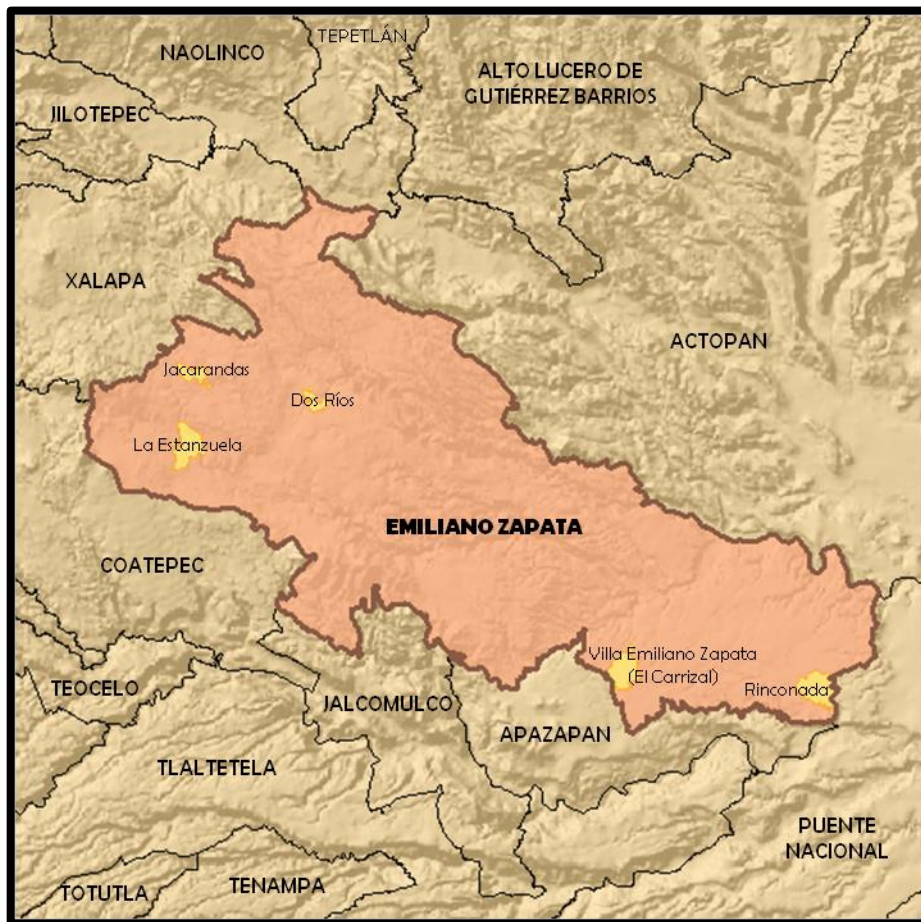 TEPETLÁN
NAOLINCO
ALTO LUCERO DE
GUTIÉRREZ BARRIOS
JILOTEPEC
XALAPA
ACTOPAN
Jacarandas
Dos Ríos
La Estanzuela
EMILIANO ZAPATA
COATEPEC
Villa Emiliano Zapata
(El Carrizal)
Rinconada
TEOCELO
JALCOMULCO
APAZAPAN
TLALTETELA
PUENTE
NACIONAL
TOTUTLA
TENAMPA